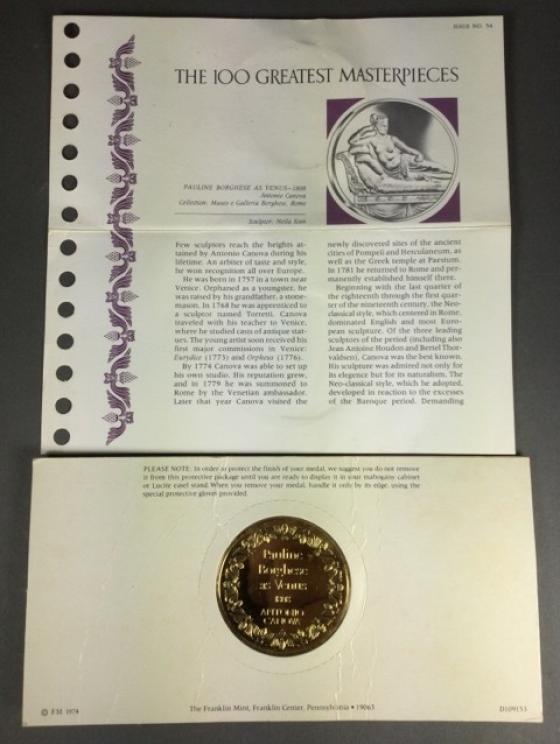 ISSUE NO. 54
THE 100 GREATEST MASTERPIECES
PAULINE BORGHESE AS VENUS—1808
Antonio Canova
Collection: Museo e Galleria Borghese, Rome
Sculptor:
Few sculptors reach the heights at-
tained by Antonio Canova during his
lifetime. An arbiter of taste and style,
he won recognition all over Europe.
He was born in 1757 in a town near
Venice. Orphaned as a youngster, he
was raised by his grandfather, a stone-
mason. In 1768 he was apprenticed to
a sculptor named Torretti. Canova
traveled with his teacher to Venice,
where he studied casts of antique stat-
ues. The young artist soon received his
first major commissions in Venice:
Eurydice (1773) and Orpheus (1776).
By 1774 Canova was able to set up
his own studio. His reputation grew,
and in 1779 he was summoned to
Rome by the Venetian ambassador.
Later that year Canova visited the
newly discovered sites of the ancient
cities of Pompeii and Herculaneum, as
well as the Greek temple at Paestum.
In 1781 he returned to Rome and per-
manently established himself there.
Beginning with the last quarter of
the eighteenth through the first quar-
ter of the nineteenth century, the Neo-
classical style, which centered in Rome,
dominated English and most Euro-
pean sculpture. Of the three leading
sculptors of the period (including also
Jean Antoine Houdon and Bertel Thor-
valdsen), Canova was the best known.
His sculpture was admired not only for
its elegance but for its naturalism. The
Neo-classical style, which he adopted,
developed in reaction to the excesses
of the Baroque period. Demanding
PLEASE NOTE: In order to protect the finish of your medal, we suggest you do not remove
it from this protective package until you are ready to display it in your mahogany cabinet
or Lucite easel stand. When you remove your medal, handle it only by its edge, using the
special protective gloves provided.
Pauline
Borghese
as Venus
1808
ANTONIO
CANOVA
© FM 1974
The Franklin Mint, Franklin Center, Pennsylvania • 19063
D109153